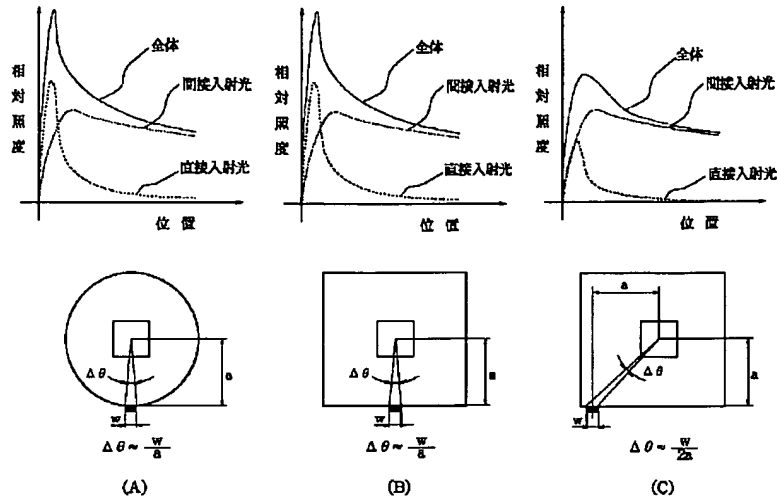 相対照度
全体
間接入射光
直接入射光
位置
相対照度
全体
間接入射光
直接入射光
位置
相対照度
全体
間接入射光
直接入射光
位置
Δθ
a
w
Δθ≈w/a
(A)
Δθ
a
w
Δθ≈w/a
(B)
a
Δθ
a
w
Δθ≈w/2a
(C)